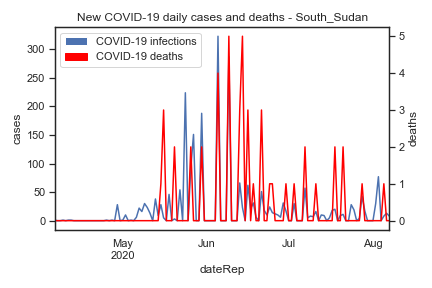 New COVID-19 daily cases and deaths - South_Sudan
COVID-19 infections
COVID-19 deaths
cases
300
250
200
150
100
50
0
deaths
5
4
3
2
1
0
May
2020
Jun
Jul
Aug
dateRep